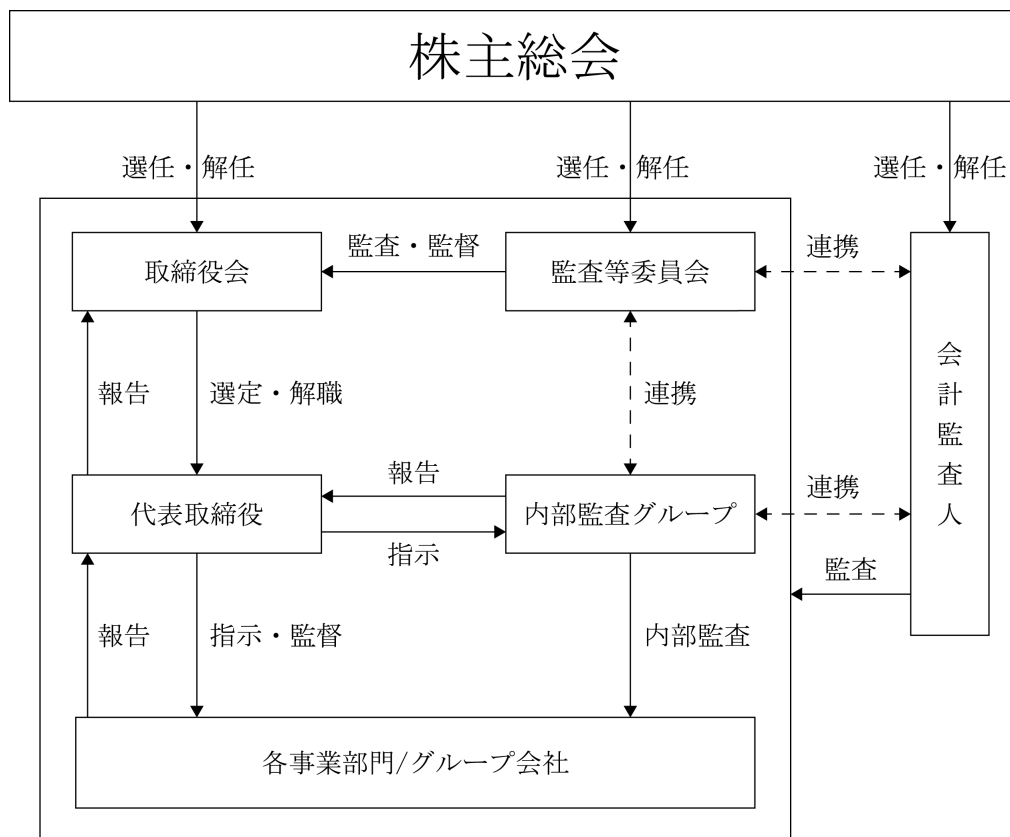 株主総会
選任・解任
選任・解任
選任・解任
取締役会
監査・監督
監査等委員会
連携
会計監査人
報告
選定・解職
連携
代表取締役
報告
指示
内部監査グループ
連携
監査
報告
指示・監督
内部監査
各事業部門/グループ会社